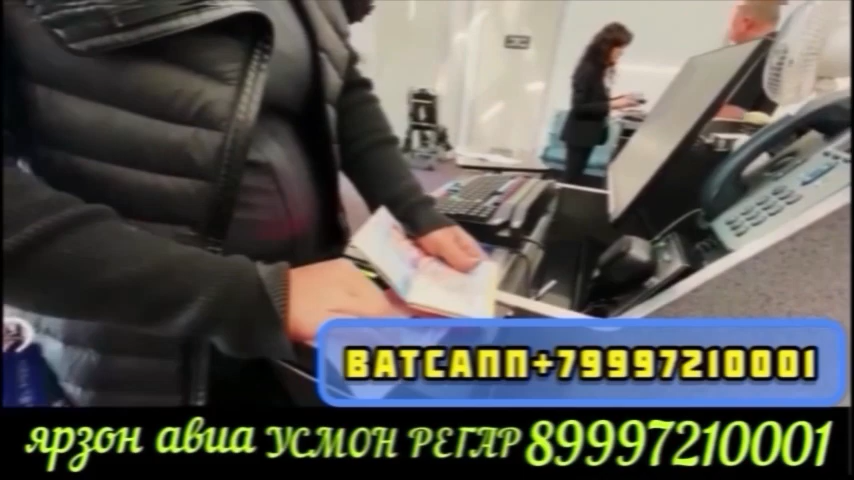 ВАТСАПП+79997210001
ярзон авиа УСМОН РЕГАР 89997210001